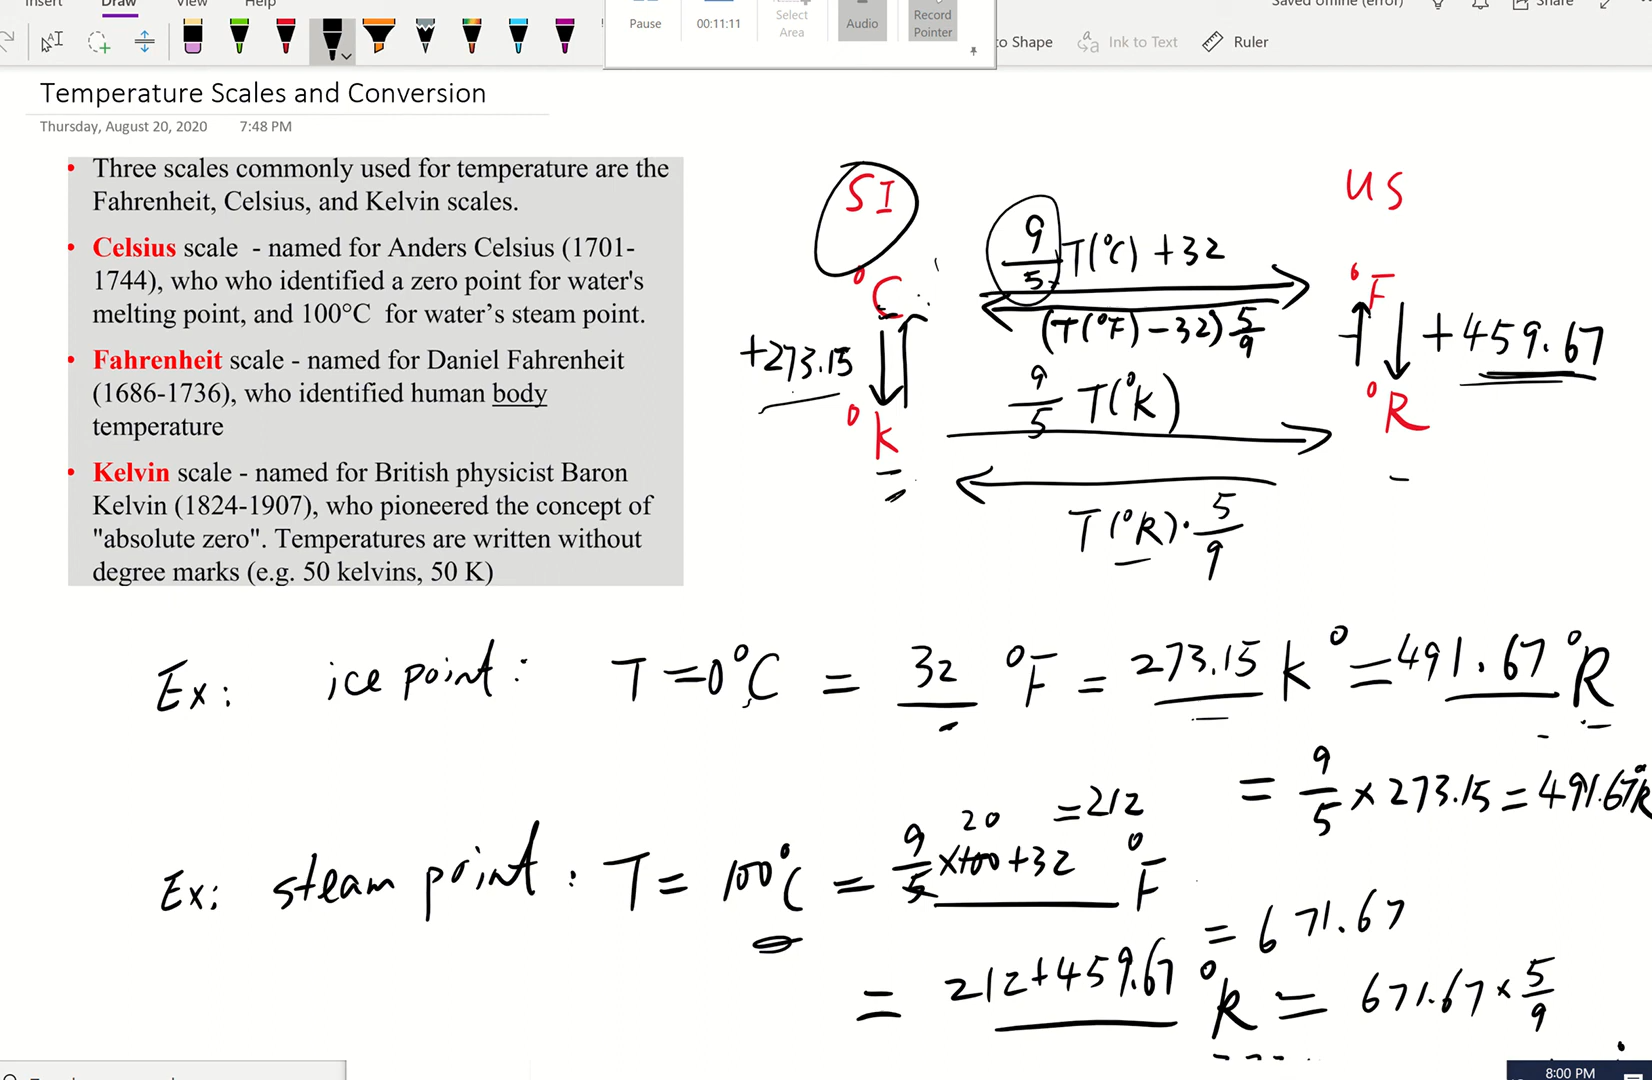 Insert Draw View Help
Pause 00:11:11 Select Area Audio Record Pointer
Saved offline (error) Share
to Shape Ink to Text Ruler
Temperature Scales and Conversion
Thursday, August 20, 2020 7:48 PM
• Three scales commonly used for temperature are the
Fahrenheit, Celsius, and Kelvin scales.
• Celsius scale - named for Anders Celsius (1701-
1744), who who identified a zero point for water's
melting point, and 100°C for water's steam point.
• Fahrenheit scale - named for Daniel Fahrenheit
(1686-1736), who identified human body
temperature
• Kelvin scale - named for British physicist Baron
Kelvin (1824-1907), who pioneered the concept of
"absolute zero". Temperatures are written without
degree marks (e.g. 50 kelvins, 50 K)
SI
US
9/5 T(°C) + 32
°C
°F
(T(°F) - 32) 5/9
+273.15
+459.67
9/5 T(°K)
°K
°R
T(°R) · 5/9
Ex: ice point: T = 0°C = 32 °F = 273.15 K° = 491.67 °R
= 9/5 × 273.15 = 491.67°R
20 = 212
Ex: steam point: T = 100°C = 9/5 × 100 + 32 °F
= 671.67
= 212 + 459.67 °R = 671.67 × 5/9
8:00 PM